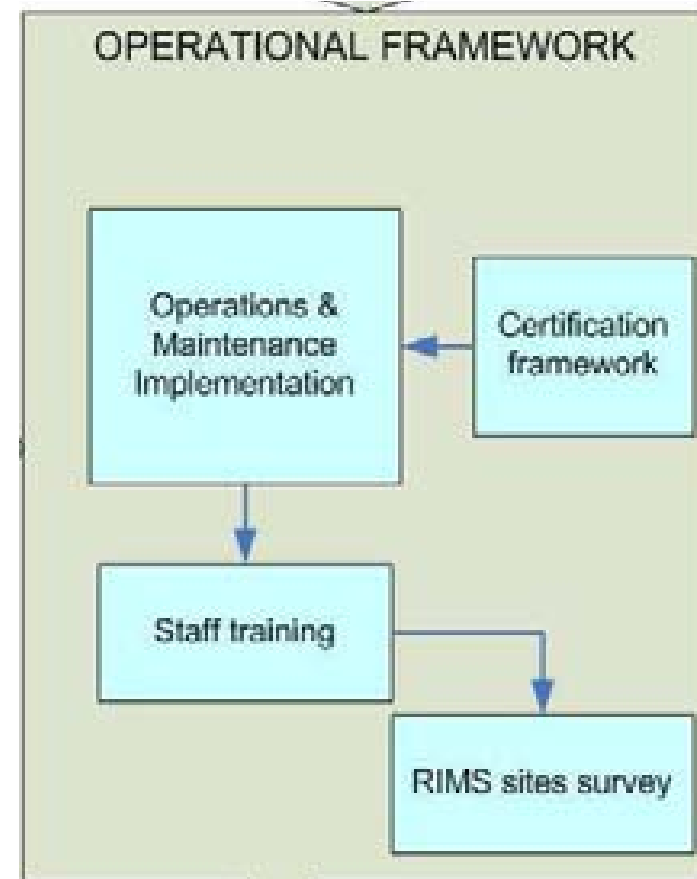 OPERATIONAL FRAMEWORK
Operations &
Maintenance
Implementation
Certification
framework
Staff training
RIMS sites survey